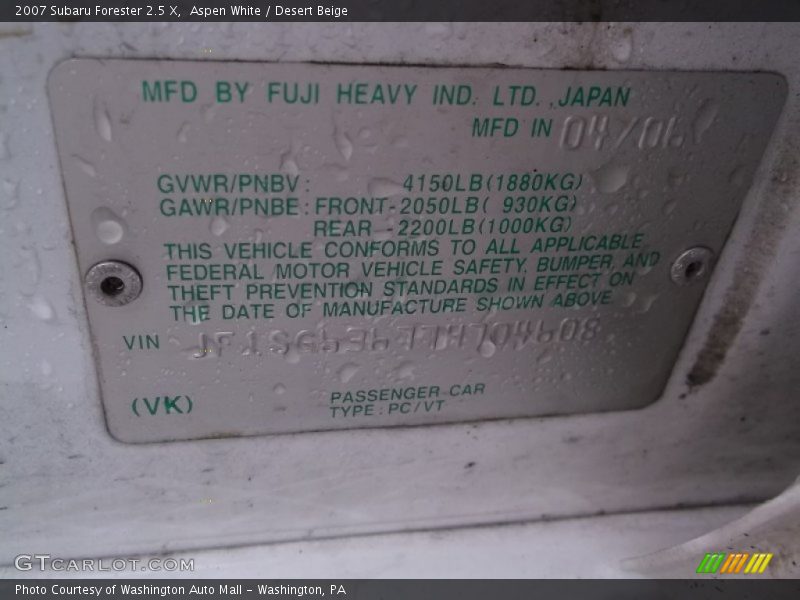 2007 Subaru Forester 2.5 X, Aspen White / Desert Beige
MFD BY FUJI HEAVY IND. LTD., JAPAN
MFD IN 04/06
GVWR/PNBV: 4150LB(1880KG)
GAWR/PNBE: FRONT-2050LB( 930KG)
REAR -2200LB(1000KG)
THIS VEHICLE CONFORMS TO ALL APPLICABLE
FEDERAL MOTOR VEHICLE SAFETY, BUMPER, AND
THEFT PREVENTION STANDARDS IN EFFECT ON
THE DATE OF MANUFACTURE SHOWN ABOVE.
VIN
(VK)
PASSENGER CAR
TYPE: PC/VT
GTCARLOT.COM
Photo Courtesy of Washington Auto Mall - Washington, PA